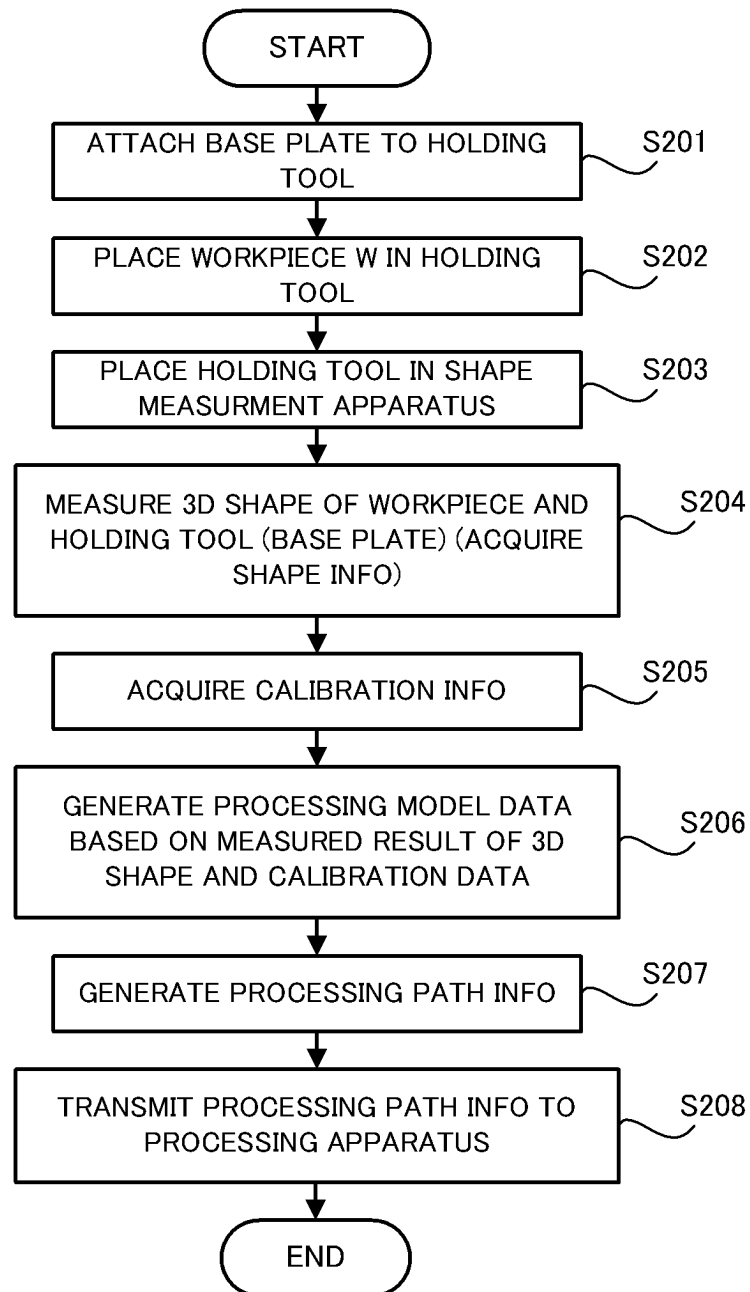 START
ATTACH BASE PLATE TO HOLDING
TOOL
S201
PLACE WORKPIECE W IN HOLDING
TOOL
S202
PLACE HOLDING TOOL IN SHAPE
MEASURMENT APPARATUS
S203
MEASURE 3D SHAPE OF WORKPIECE AND
HOLDING TOOL (BASE PLATE) (ACQUIRE
SHAPE INFO)
S204
ACQUIRE CALIBRATION INFO
S205
GENERATE PROCESSING MODEL DATA
BASED ON MEASURED RESULT OF 3D
SHAPE AND CALIBRATION DATA
S206
GENERATE PROCESSING PATH INFO
S207
TRANSMIT PROCESSING PATH INFO TO
PROCESSING APPARATUS
S208
END